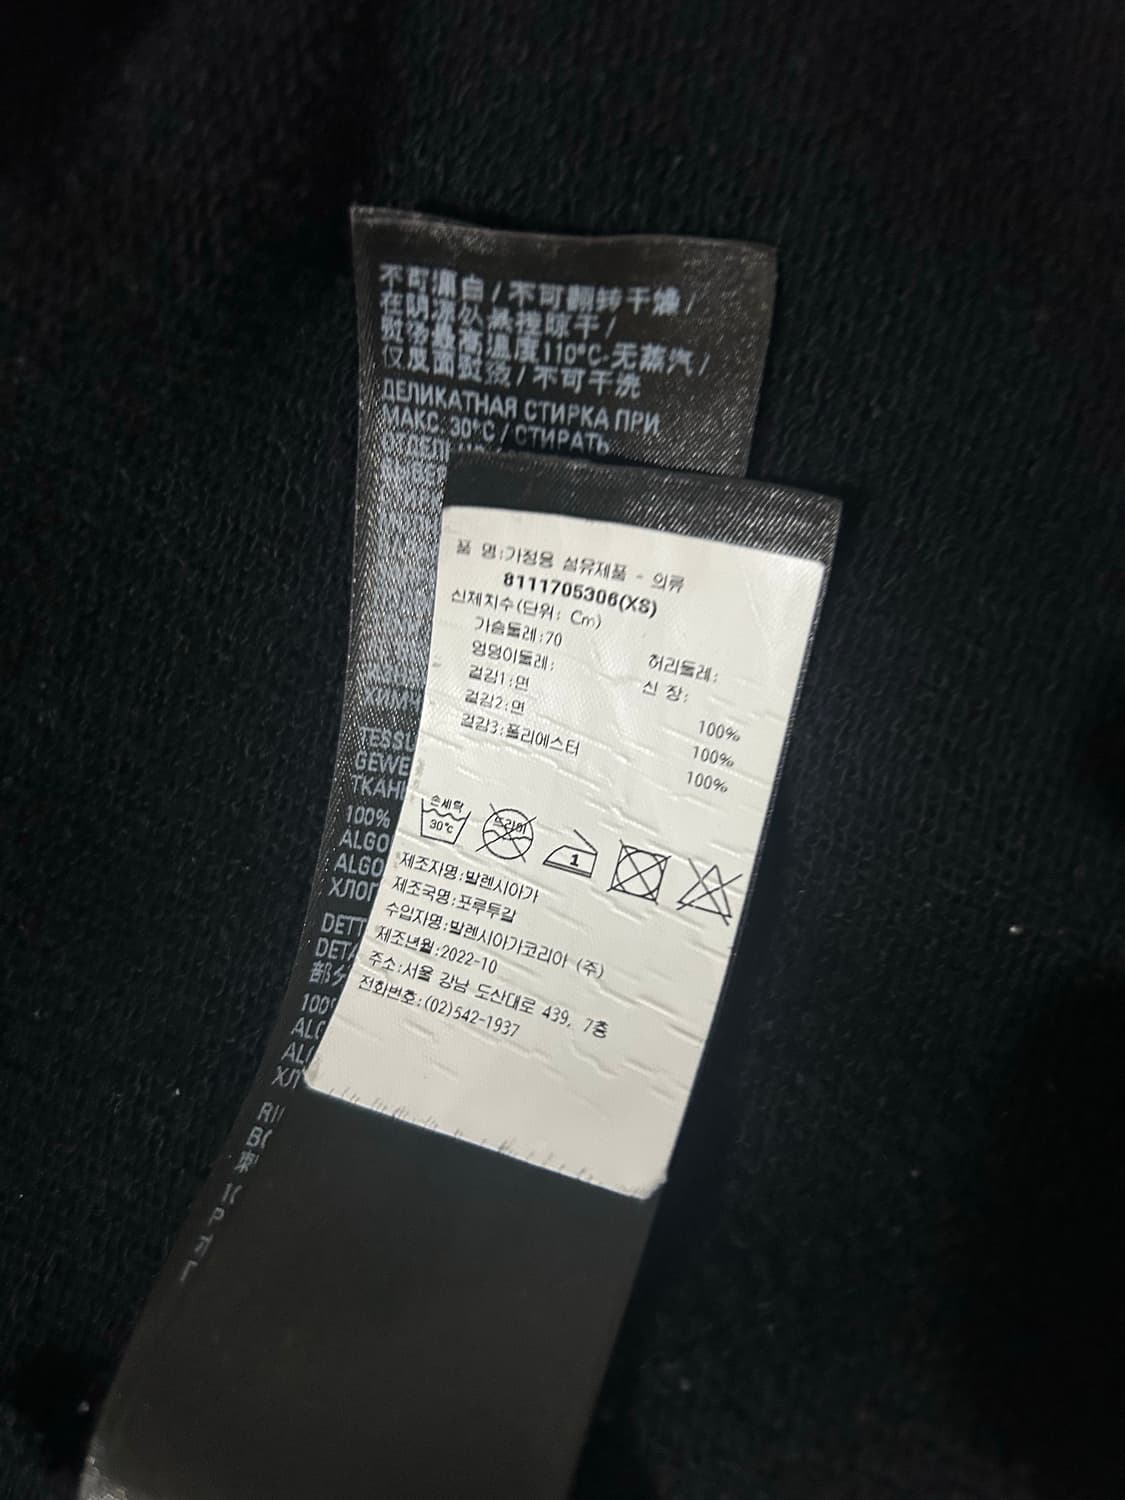 不可漂白/不可翻转干燥/
在阴凉处悬挂晾干/
熨烫最高温度110°C-无蒸汽/
仅反面熨烫/不可干洗
ДЕЛИКАТНАЯ СТИРКА ПРИ
МАКС. 30°C / СТИРАТЬ
품 명:가정용 섬유제품 - 의류
8111705306(XS)
신체치수(단위: Cm)
가슴둘레:70
허리둘레:
엉덩이둘레:
신 장:
겉감1:면 100%
겉감2:면 100%
겉감3:폴리에스터 100%
손세탁
30°c
드라이
1
제조자명:발렌시아가
제조국명:포루투갈
수입자명:발렌시아가코리아 (주)
제조년월:2022-10
주소:서울 강남 도산대로 439, 7층
전화번호:(02)542-1937
TESSU
GEWE
ТКАН
100%
ALGO
ALGO
ХЛОП
DETT
DETA
部分
100%
ALG
ALG
ХЛ